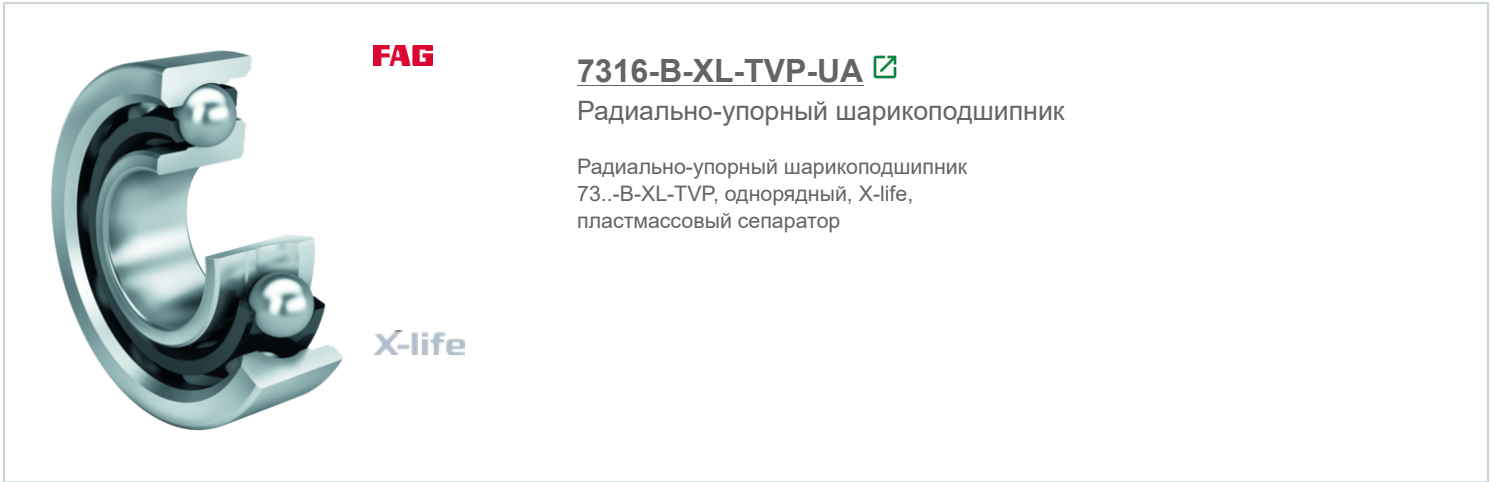 FAG
7316-B-XL-TVP-UA
Радиально-упорный шарикоподшипник
Радиально-упорный шарикоподшипник
73..-B-XL-TVP, однорядный, X-life,
пластмассовый сепаратор
X-life